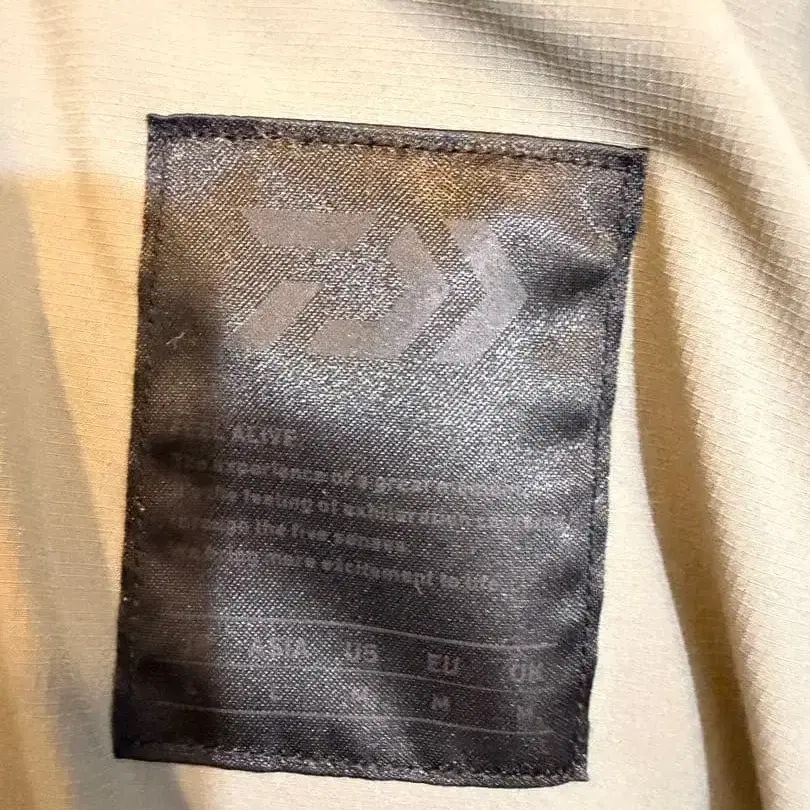 ALIVE
The experience of a great
the feeling of exhilaration
through the five senses.
We bring more excitement to life.
ASIA US EU UK
L L M M M